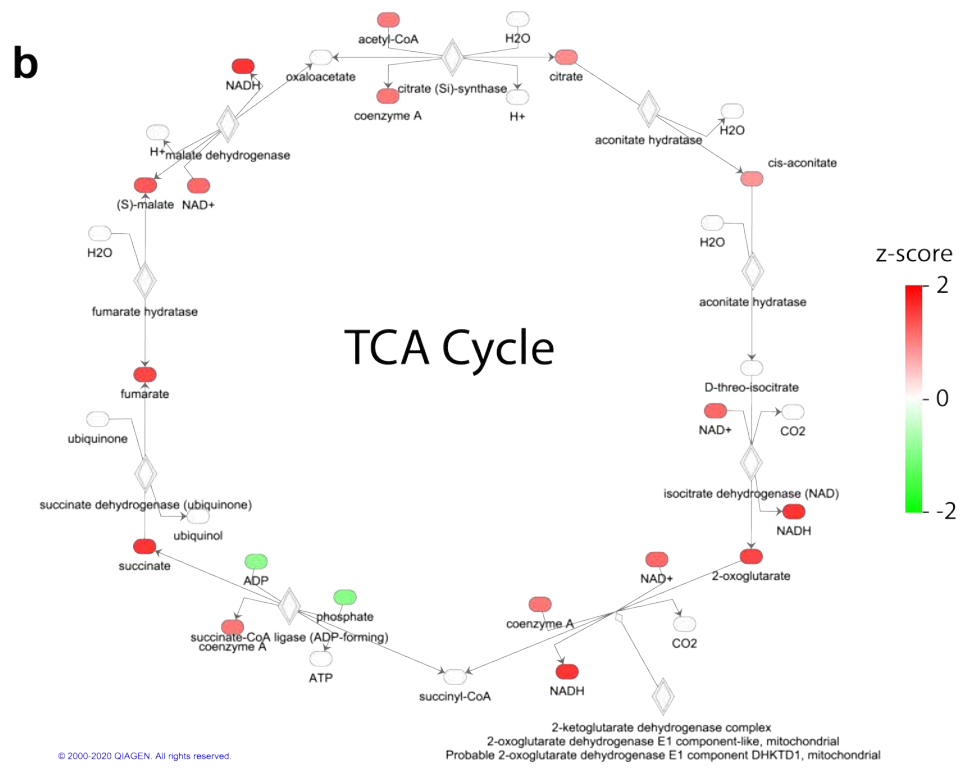 b
acetyl-CoA
H2O
oxaloacetate
citrate (Si)-synthase
citrate
coenzyme A
H+
NADH
malate dehydrogenase
H+
(S)-malate
NAD+
aconitate hydratase
H2O
cis-aconitate
H2O
fumarate hydratase
H2O
aconitate hydratase
z-score
2
0
-2
TCA Cycle
fumarate
D-threo-isocitrate
ubiquinone
NAD+
CO2
succinate dehydrogenase (ubiquinone)
isocitrate dehydrogenase (NAD)
ubiquinol
NADH
succinate
ADP
NAD+
2-oxoglutarate
phosphate
coenzyme A
succinate-CoA ligase (ADP-forming)
coenzyme A
CO2
ATP
succinyl-CoA
NADH
2-ketoglutarate dehydrogenase complex
2-oxoglutarate dehydrogenase E1 component-like, mitochondrial
Probable 2-oxoglutarate dehydrogenase E1 component DHKTD1, mitochondrial
© 2000-2020 QIAGEN. All rights reserved.